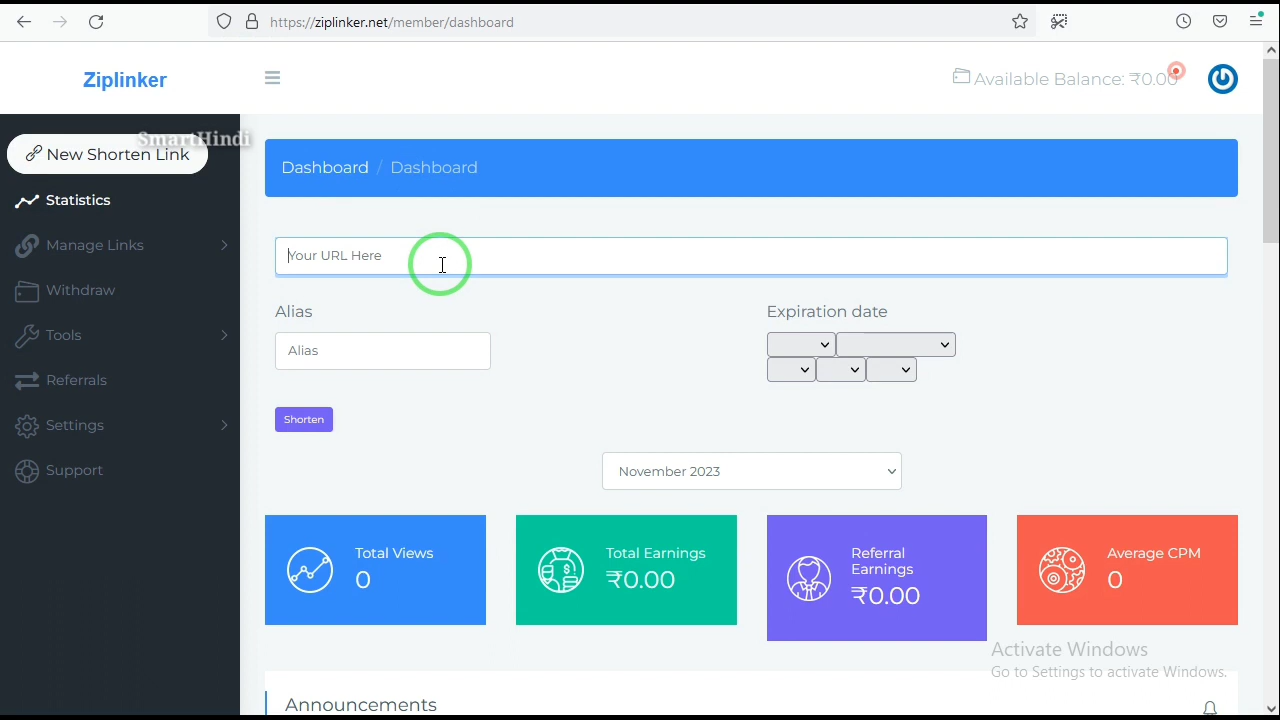 https://ziplinker.net/member/dashboard
Ziplinker
Available Balance: ₹0.00
SmartHindi
New Shorten Link
Statistics
Manage Links
Withdraw
Tools
Referrals
Settings
Support
Dashboard / Dashboard
Your URL Here
Alias
Expiration date
Alias
Shorten
November 2023
Total Views
0
Total Earnings
₹0.00
Referral
Earnings
₹0.00
Average CPM
0
Activate Windows
Go to Settings to activate Windows.
Announcements